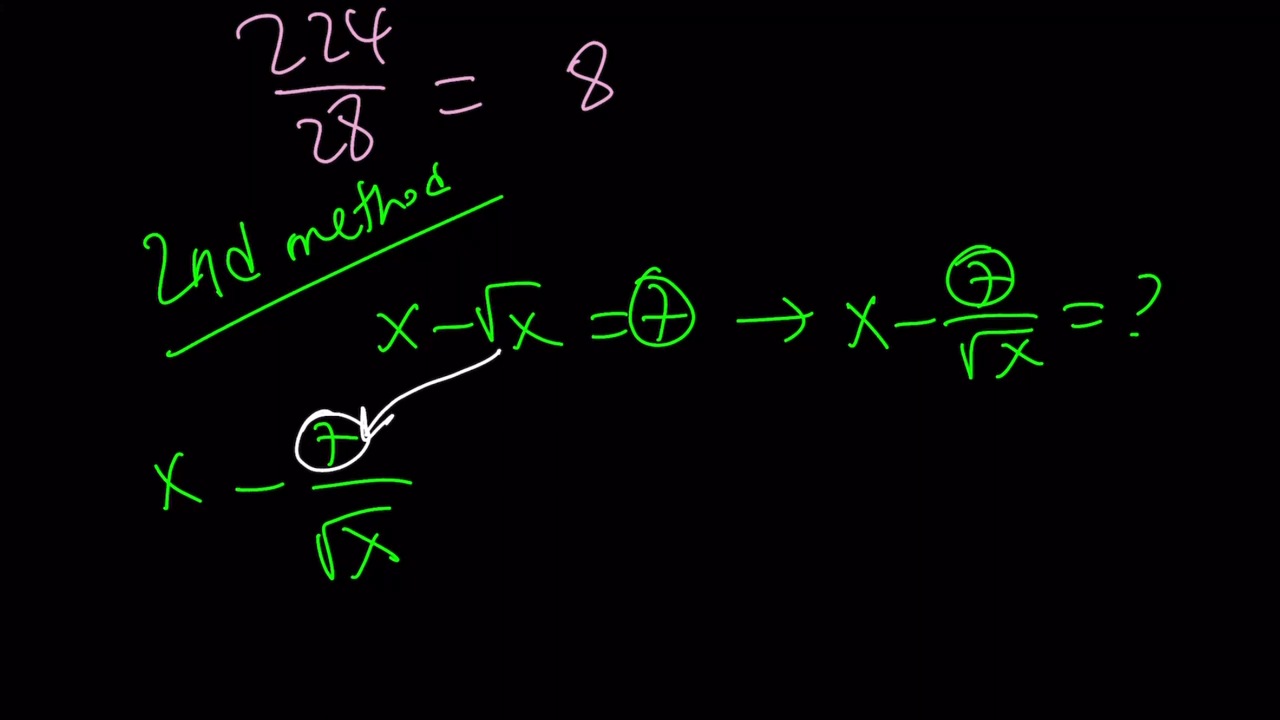 224/28 = 8
2nd method
x - √x = 7 → x - 7/√x = ?
x - 7/√x